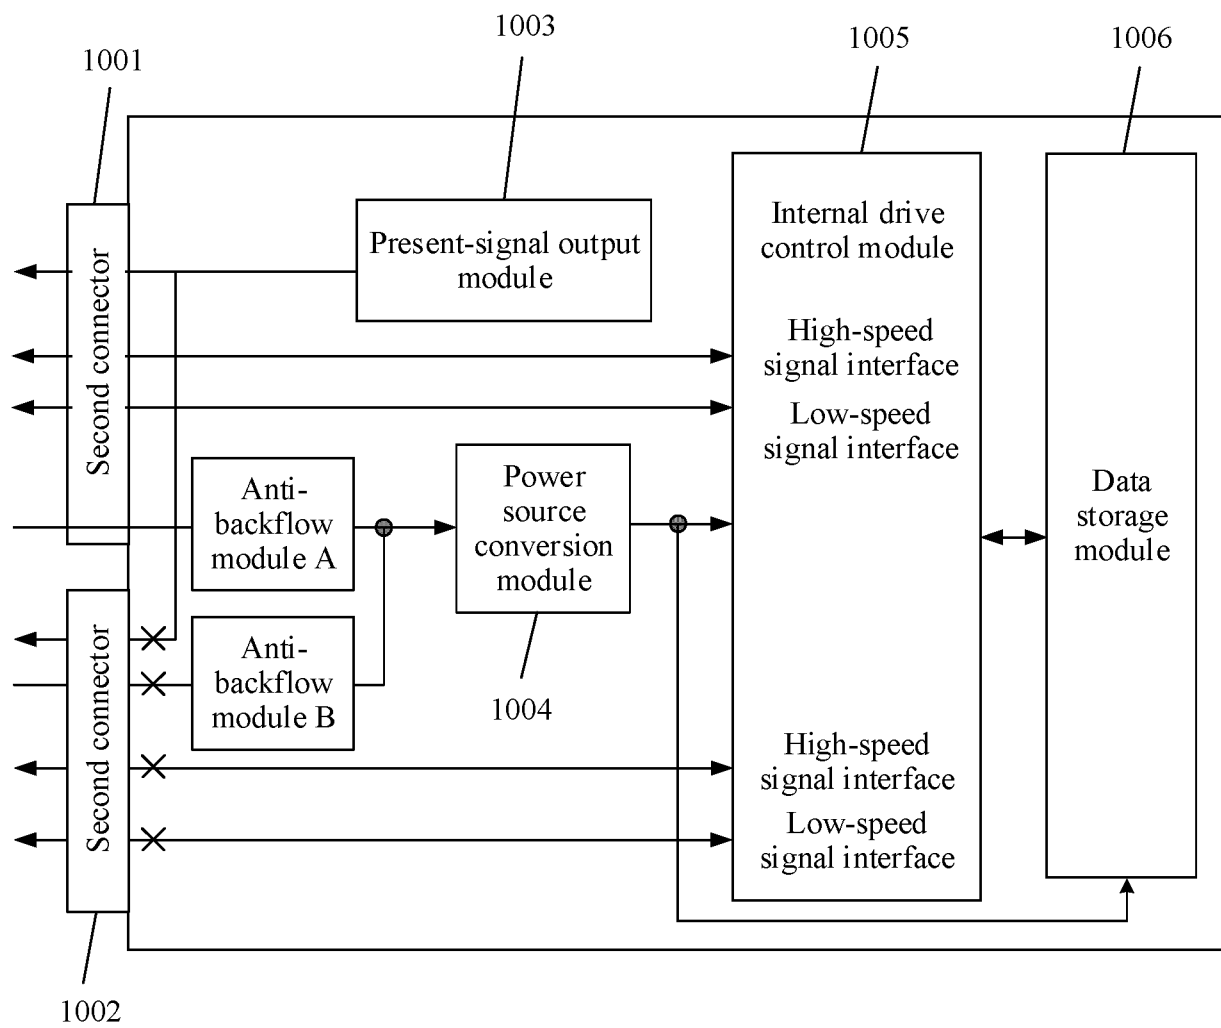 1003
1005
1006
1001
Present-signal output
module
Internal drive
control module
High-speed
signal interface
Low-speed
signal interface
Second connector
Anti-
backflow
module A
Power
source
conversion
module
Data
storage
module
Second connector
Anti-
backflow
module B
1004
High-speed
signal interface
Low-speed
signal interface
1002